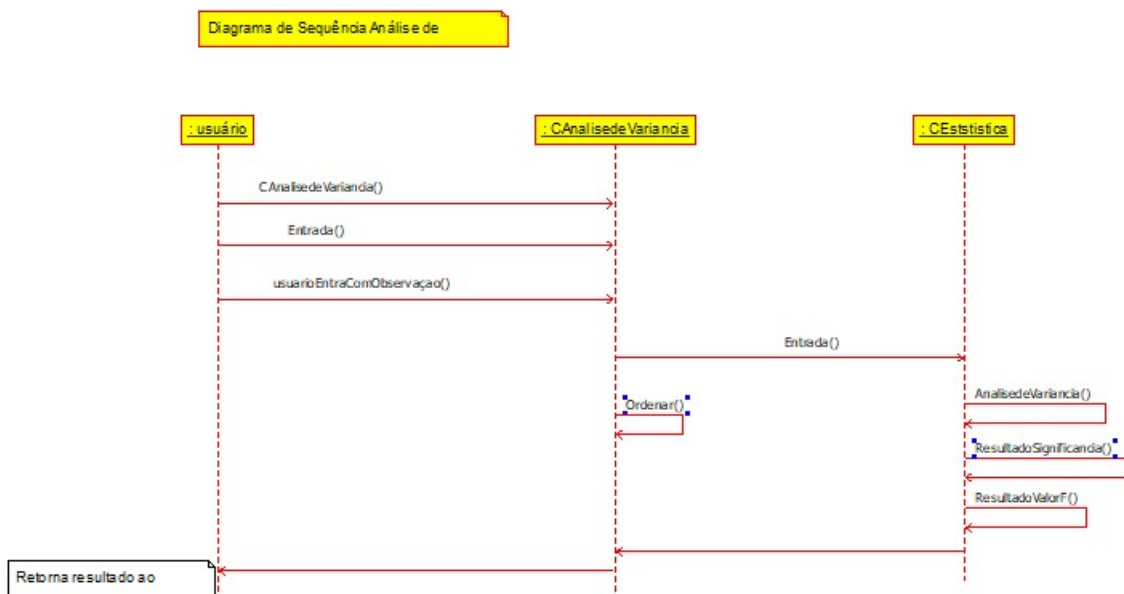 Diagrama de Sequência Análise de
: usuário
: CAnalisedeVariancia
: CEststistica
CAnalisedeVariancia()
Entrada()
usuarioEntraComObservaçao()
Entrada()
Ordenar()
AnalisedeVariancia()
ResultadoSignificancia()
ResultadoValorF()
Retorna resultado ao